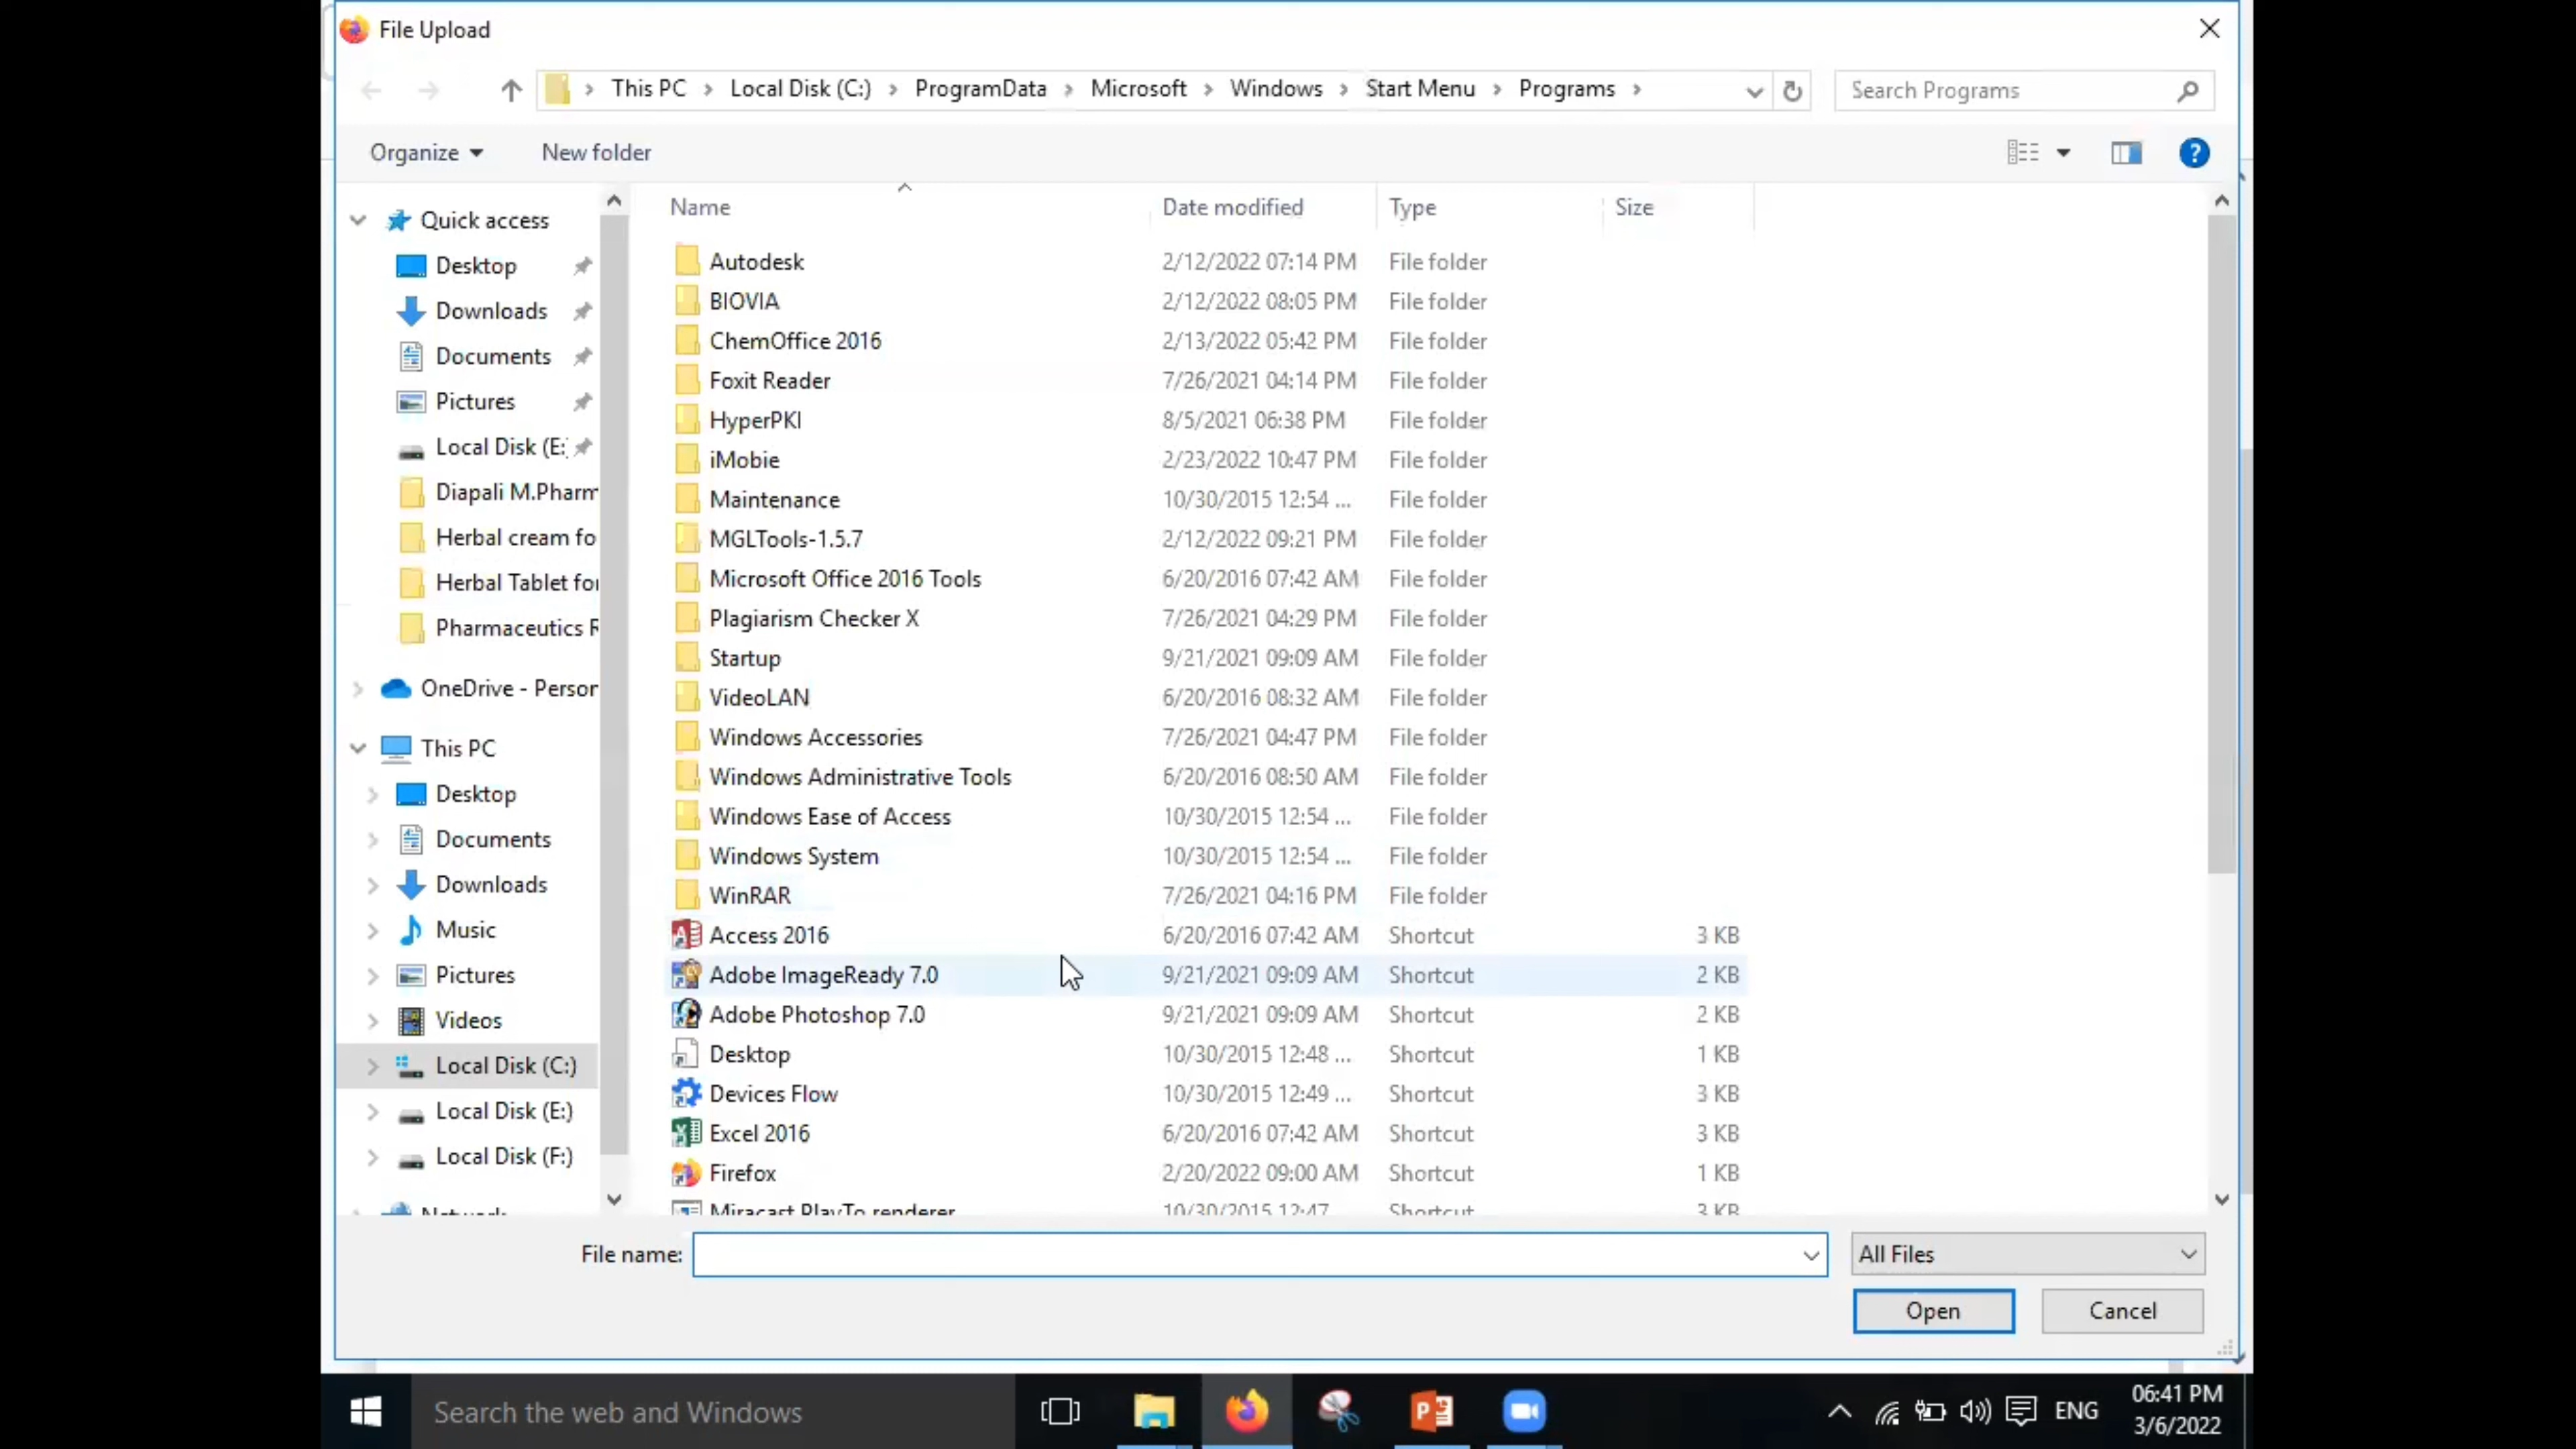 File Upload
This PC > Local Disk (C:) > ProgramData > Microsoft > Windows > Start Menu > Programs >
Search Programs
Organize New folder
Name Date modified Type Size
Quick access
Desktop
Downloads
Documents
Pictures
Local Disk (E:
Diapali M.Pharm
Herbal cream fo
Herbal Tablet for
Pharmaceutics R
OneDrive - Person
This PC
Desktop
Documents
Downloads
Music
Pictures
Videos
Local Disk (C:)
Local Disk (E:)
Local Disk (F:)
Network
Autodesk 2/12/2022 07:14 PM File folder
BIOVIA 2/12/2022 08:05 PM File folder
ChemOffice 2016 2/13/2022 05:42 PM File folder
Foxit Reader 7/26/2021 04:14 PM File folder
HyperPKI 8/5/2021 06:38 PM File folder
iMobie 2/23/2022 10:47 PM File folder
Maintenance 10/30/2015 12:54 ... File folder
MGLTools-1.5.7 2/12/2022 09:21 PM File folder
Microsoft Office 2016 Tools 6/20/2016 07:42 AM File folder
Plagiarism Checker X 7/26/2021 04:29 PM File folder
Startup 9/21/2021 09:09 AM File folder
VideoLAN 6/20/2016 08:32 AM File folder
Windows Accessories 7/26/2021 04:47 PM File folder
Windows Administrative Tools 6/20/2016 08:50 AM File folder
Windows Ease of Access 10/30/2015 12:54 ... File folder
Windows System 10/30/2015 12:54 ... File folder
WinRAR 7/26/2021 04:16 PM File folder
Access 2016 6/20/2016 07:42 AM Shortcut 3 KB
Adobe ImageReady 7.0 9/21/2021 09:09 AM Shortcut 2 KB
Adobe Photoshop 7.0 9/21/2021 09:09 AM Shortcut 2 KB
Desktop 10/30/2015 12:48 ... Shortcut 1 KB
Devices Flow 10/30/2015 12:49 ... Shortcut 3 KB
Excel 2016 6/20/2016 07:42 AM Shortcut 3 KB
Firefox 2/20/2022 09:00 AM Shortcut 1 KB
Miracast PlayTo renderer 10/30/2015 12:47 Shortcut 3 KB
File name:
All Files
Open Cancel
Search the web and Windows
ENG
06:41 PM
3/6/2022